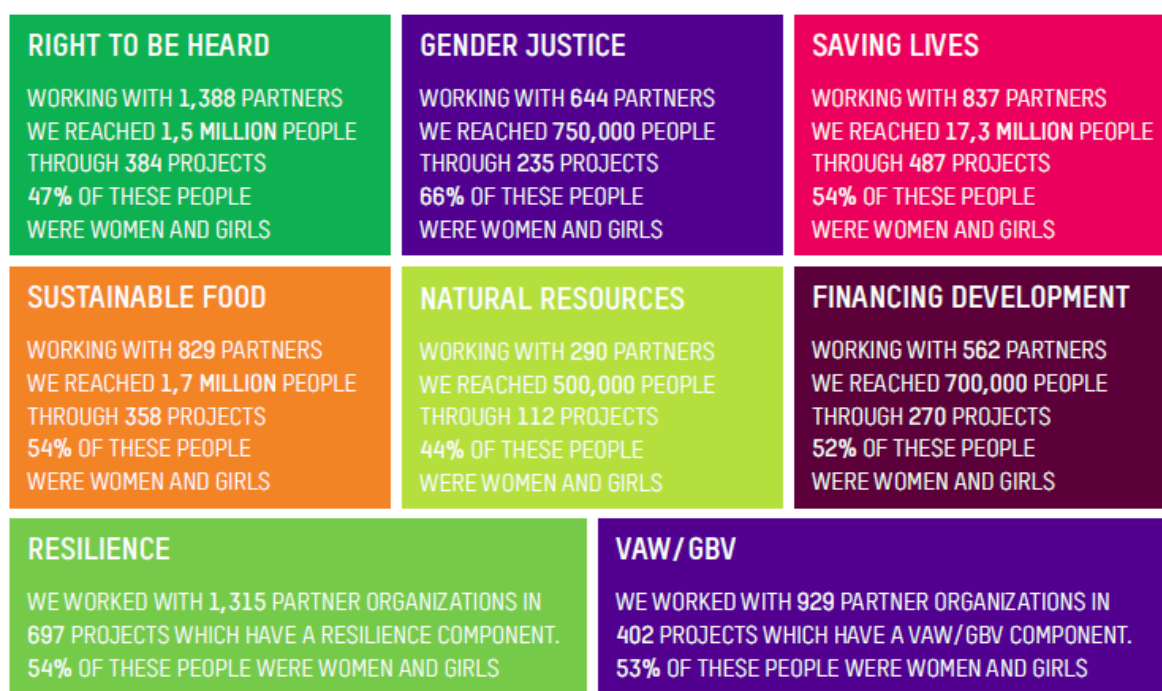 RIGHT TO BE HEARD
WORKING WITH 1,388 PARTNERS
WE REACHED 1,5 MILLION PEOPLE
THROUGH 384 PROJECTS
47% OF THESE PEOPLE
WERE WOMEN AND GIRLS
GENDER JUSTICE
WORKING WITH 644 PARTNERS
WE REACHED 750,000 PEOPLE
THROUGH 235 PROJECTS
66% OF THESE PEOPLE
WERE WOMEN AND GIRLS
SAVING LIVES
WORKING WITH 837 PARTNERS
WE REACHED 17,3 MILLION PEOPLE
THROUGH 487 PROJECTS
54% OF THESE PEOPLE
WERE WOMEN AND GIRLS
SUSTAINABLE FOOD
WORKING WITH 829 PARTNERS
WE REACHED 1,7 MILLION PEOPLE
THROUGH 358 PROJECTS
54% OF THESE PEOPLE
WERE WOMEN AND GIRLS
NATURAL RESOURCES
WORKING WITH 290 PARTNERS
WE REACHED 500,000 PEOPLE
THROUGH 112 PROJECTS
44% OF THESE PEOPLE
WERE WOMEN AND GIRLS
FINANCING DEVELOPMENT
WORKING WITH 562 PARTNERS
WE REACHED 700,000 PEOPLE
THROUGH 270 PROJECTS
52% OF THESE PEOPLE
WERE WOMEN AND GIRLS
RESILIENCE
WE WORKED WITH 1,315 PARTNER ORGANIZATIONS IN
697 PROJECTS WHICH HAVE A RESILIENCE COMPONENT.
54% OF THESE PEOPLE WERE WOMEN AND GIRLS
VAW/GBV
WE WORKED WITH 929 PARTNER ORGANIZATIONS IN
402 PROJECTS WHICH HAVE A VAW/GBV COMPONENT.
53% OF THESE PEOPLE WERE WOMEN AND GIRLS